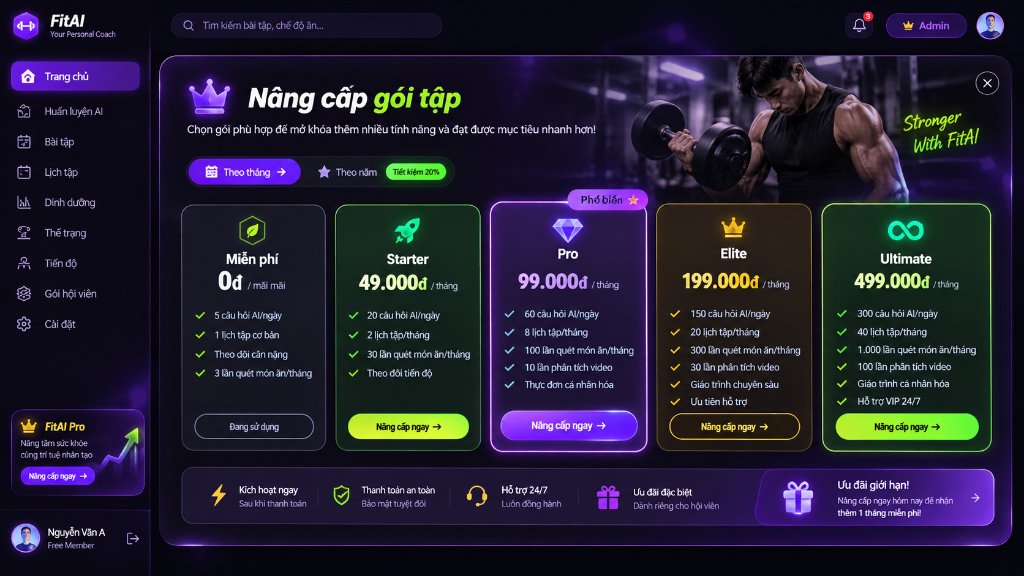 FitAI
Your Personal Coach
Tìm kiếm bài tập, chế độ ăn...
3
Admin
Trang chủ
Huấn luyện AI
Bài tập
Lịch tập
Dinh dưỡng
Thể trạng
Tiến độ
Gói hội viên
Cài đặt
FitAI Pro
Nâng tầm sức khỏe
cùng trí tuệ nhân tạo
Nâng cấp ngay →
Nguyễn Văn A
Free Member
Nâng cấp gói tập
Chọn gói phù hợp để mở khóa thêm nhiều tính năng và đạt được mục tiêu nhanh hơn!
Stronger
With FitAI
Theo tháng →
Theo năm
Tiết kiệm 20%
Miễn phí
0đ / mãi mãi
5 câu hỏi AI/ngày
1 lịch tập cơ bản
Theo dõi cân nặng
3 lần quét món ăn/tháng
Đang sử dụng
Starter
49.000đ / tháng
20 câu hỏi AI/ngày
2 lịch tập/tháng
30 lần quét món ăn/tháng
Theo dõi tiến độ
Nâng cấp ngay →
Phổ biến
Pro
99.000đ / tháng
60 câu hỏi AI/ngày
8 lịch tập/tháng
100 lần quét món ăn/tháng
10 lần phân tích video
Thực đơn cá nhân hóa
Nâng cấp ngay →
Elite
199.000đ / tháng
150 câu hỏi AI/ngày
20 lịch tập/tháng
300 lần quét món ăn/tháng
30 lần phân tích video
Giáo trình chuyên sâu
Ưu tiên hỗ trợ
Nâng cấp ngay →
Ultimate
499.000đ / tháng
300 câu hỏi AI/ngày
40 lịch tập/tháng
1.000 lần quét món ăn/tháng
100 lần phân tích video
Giáo trình cá nhân hóa
Hỗ trợ VIP 24/7
Nâng cấp ngay →
Kích hoạt ngay
Sau khi thanh toán
Thanh toán an toàn
Bảo mật tuyệt đối
Hỗ trợ 24/7
Luôn đồng hành
Ưu đãi đặc biệt
Dành riêng cho hội viên
Ưu đãi giới hạn!
Nâng cấp ngay hôm nay để nhận
thêm 1 tháng miễn phí!